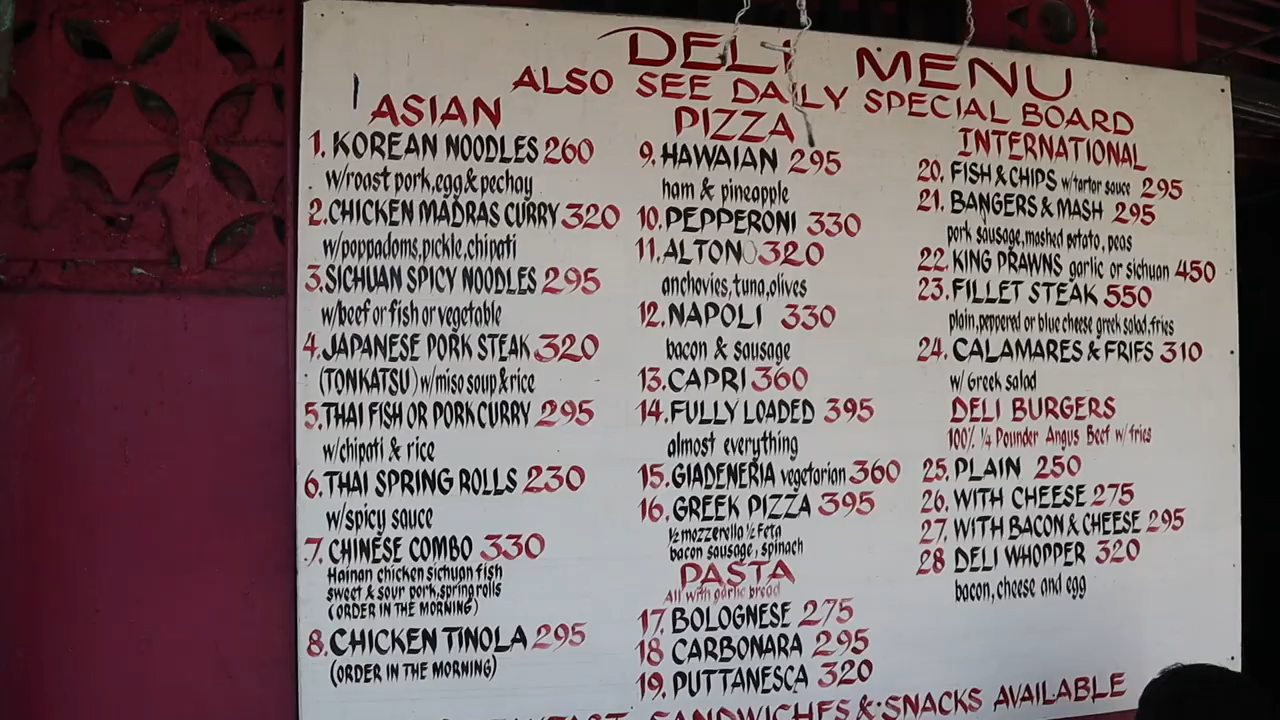 DELI MENU
ALSO SEE DAILY SPECIAL BOARD
ASIAN
1. KOREAN NOODLES 260
w/roast pork,egg & pechay
2. CHICKEN MADRAS CURRY 320
w/poppadoms,pickle,chipati
3. SICHUAN SPICY NOODLES 295
w/beef or fish or vegetable
4. JAPANESE PORK STEAK 320
(TONKATSU) w/miso soup & rice
5. THAI FISH OR PORK CURRY 295
w/chipati & rice
6. THAI SPRING ROLLS 230
w/spicy sauce
7. CHINESE COMBO 330
Hainan chicken sichuan fish
sweet & sour pork,spring rolls
(ORDER IN THE MORNING)
8. CHICKEN TINOLA 295
(ORDER IN THE MORNING)
PIZZA
9. HAWAIAN 295
ham & pineapple
10. PEPPERONI 330
11. ALTONO 320
anchovies,tuna,olives
12. NAPOLI 330
bacon & sausage
13. CAPRI 360
14. FULLY LOADED 395
almost everything
15. GIADENERIA vegetarian 360
16. GREEK PIZZA 395
½ mozzerella ½ Feta
bacon sausage, spinach
PASTA
All with garlic bread
17. BOLOGNESE 275
18 CARBONARA 295
19. PUTTANESCA 320
INTERNATIONAL
20. FISH & CHIPS w/tartar sauce 295
21. BANGERS & MASH 295
pork sausage,mashed potato, peas
22. KING PRAWNS garlic or sichuan 450
23. FILLET STEAK 550
plain,peppered or blue cheese greek salad,fries
24. CALAMARES & FRIES 310
w/ Greek salad
DELI BURGERS
100% ¼ Pounder Angus Beef w/ fries
25. PLAIN 250
26. WITH CHEESE 275
27. WITH BACON & CHEESE 295
28 DELI WHOPPER 320
bacon, cheese and egg
SANDWICHES & SNACKS AVAILABLE